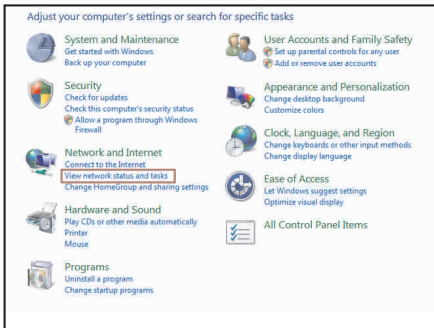 Adjust your computer's settings or search for specific tasks
System and Maintenance
Get started with Windows
Back up your computer
Security
Check for updates
Check this computer's security status
Allow a program through Windows
Firewall
Network and Internet
Connect to the Internet
View network status and tasks
Change HomeGroup and sharing settings
Hardware and Sound
Play CDs or other media automatically
Printer
Mouse
Programs
Uninstall a program
Change startup programs
User Accounts and Family Safety
Set up parental controls for any user
Add or remove user accounts
Appearance and Personalization
Change desktop background
Customize colors
Clock, Language, and Region
Change keyboards or other input methods
Change display language
Ease of Access
Let Windows suggest settings
Optimize visual display
All Control Panel Items